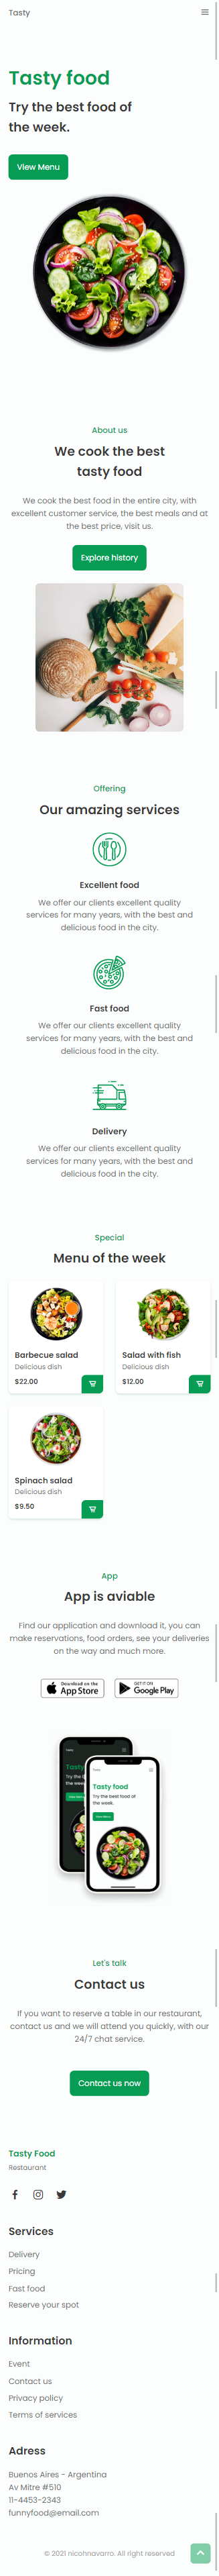 Tasty
Tasty food
Try the best food of
the week.
View Menu
About us
We cook the best
tasty food
We cook the best food in the entire city, with
excellent customer service, the best meals and at
the best price, visit us.
Explore history
Offering
Our amazing services
Excellent food
We offer our clients excellent quality
services for many years, with the best and
delicious food in the city.
Fast food
We offer our clients excellent quality
services for many years, with the best and
delicious food in the city.
Delivery
We offer our clients excellent quality
services for many years, with the best and
delicious food in the city.
Special
Menu of the week
Barbecue salad
Delicious dish
$22.00
Salad with fish
Delicious dish
$12.00
Spinach salad
Delicious dish
$9.50
App
App is aviable
Find our application and download it, you can
make reservations, food orders, see your deliveries
on the way and much more.
Download on the
App Store
GET IT ON
Google Play
Tasty
Tasty food
Try the best food of
the week.
Let's talk
Contact us
If you want to reserve a table in our restaurant,
contact us and we will attend you quickly, with our
24/7 chat service.
Contact us now
Tasty Food
Restaurant
Services
Delivery
Pricing
Fast food
Reserve your spot
Information
Event
Contact us
Privacy policy
Terms of services
Adress
Buenos Aires - Argentina
Av Mitre #510
11-4453-2343
funnyfood@email.com
© 2021 nicohnavarro. All right reserved